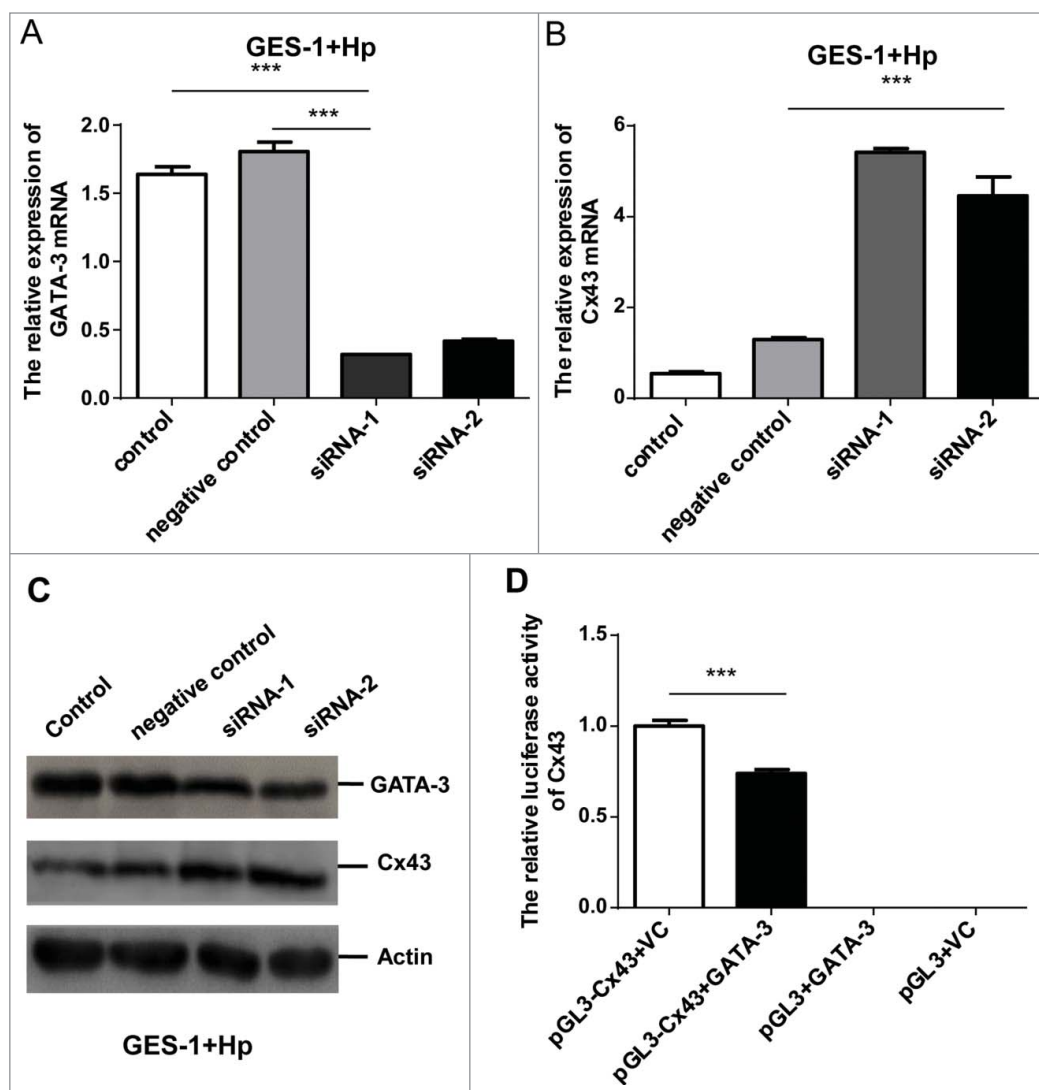 A
GES-1+Hp
***
***
The relative expression of
GATA-3 mRNA
2.0
1.5
1.0
0.5
0.0
control
negative control
siRNA-1
siRNA-2
B
GES-1+Hp
***
The relative expression of
Cx43 mRNA
6
4
2
0
control
negative control
siRNA-1
siRNA-2
C
Control
negative control
siRNA-1
siRNA-2
GATA-3
Cx43
Actin
GES-1+Hp
D
***
The relative luciferase activity
of Cx43
1.5
1.0
0.5
0.0
pGL3-Cx43+VC
pGL3-Cx43+GATA-3
pGL3+GATA-3
pGL3+VC